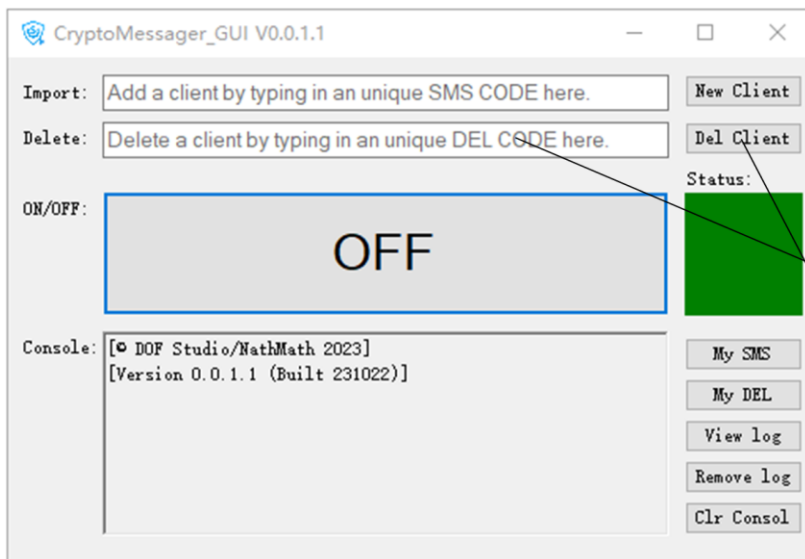 CryptoMessager_GUI V0.0.1.1
Import: Add a client by typing in an unique SMS CODE here. New Client
Delete: Delete a client by typing in an unique DEL CODE here. Del Client
Status:
ON/OFF: OFF
Console: [© DOF Studio/NathMath 2023]
[Version 0.0.1.1 (Built 231022)]
My SMS
My DEL
View log
Remove log
Clr Consol